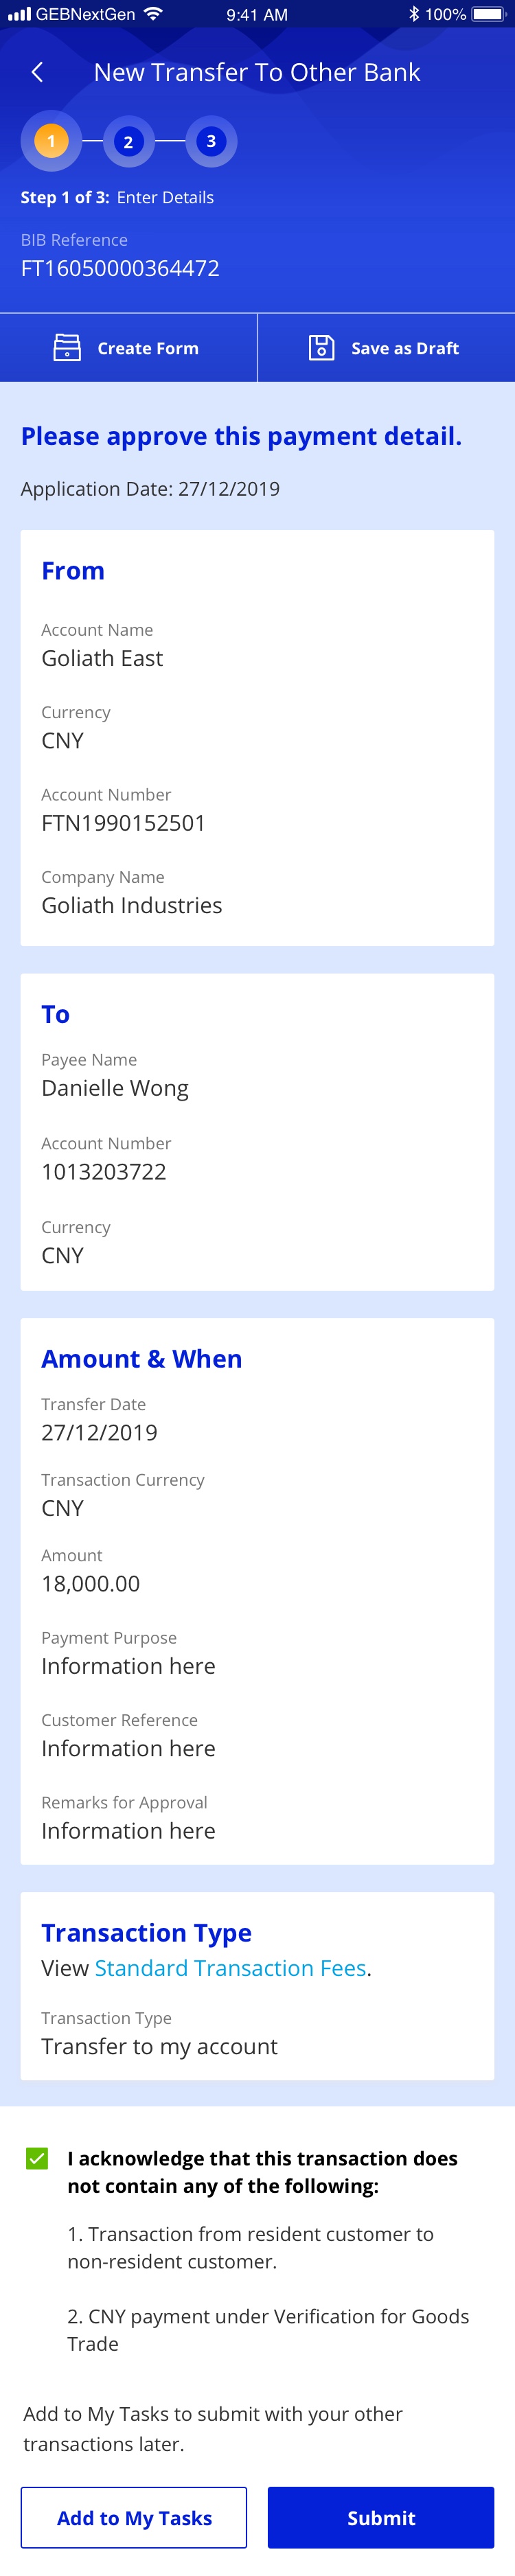 GEBNextGen 9:41 AM 100%
New Transfer To Other Bank
1 2 3
Step 1 of 3: Enter Details
BIB Reference
FT16050000364472
Create Form Save as Draft
Please approve this payment detail.
Application Date: 27/12/2019
From
Account Name
Goliath East
Currency
CNY
Account Number
FTN1990152501
Company Name
Goliath Industries
To
Payee Name
Danielle Wong
Account Number
1013203722
Currency
CNY
Amount & When
Transfer Date
27/12/2019
Transaction Currency
CNY
Amount
18,000.00
Payment Purpose
Information here
Customer Reference
Information here
Remarks for Approval
Information here
Transaction Type
View Standard Transaction Fees.
Transaction Type
Transfer to my account
I acknowledge that this transaction does
not contain any of the following:
1. Transaction from resident customer to
non-resident customer.
2. CNY payment under Verification for Goods
Trade
Add to My Tasks to submit with your other
transactions later.
Add to My Tasks Submit